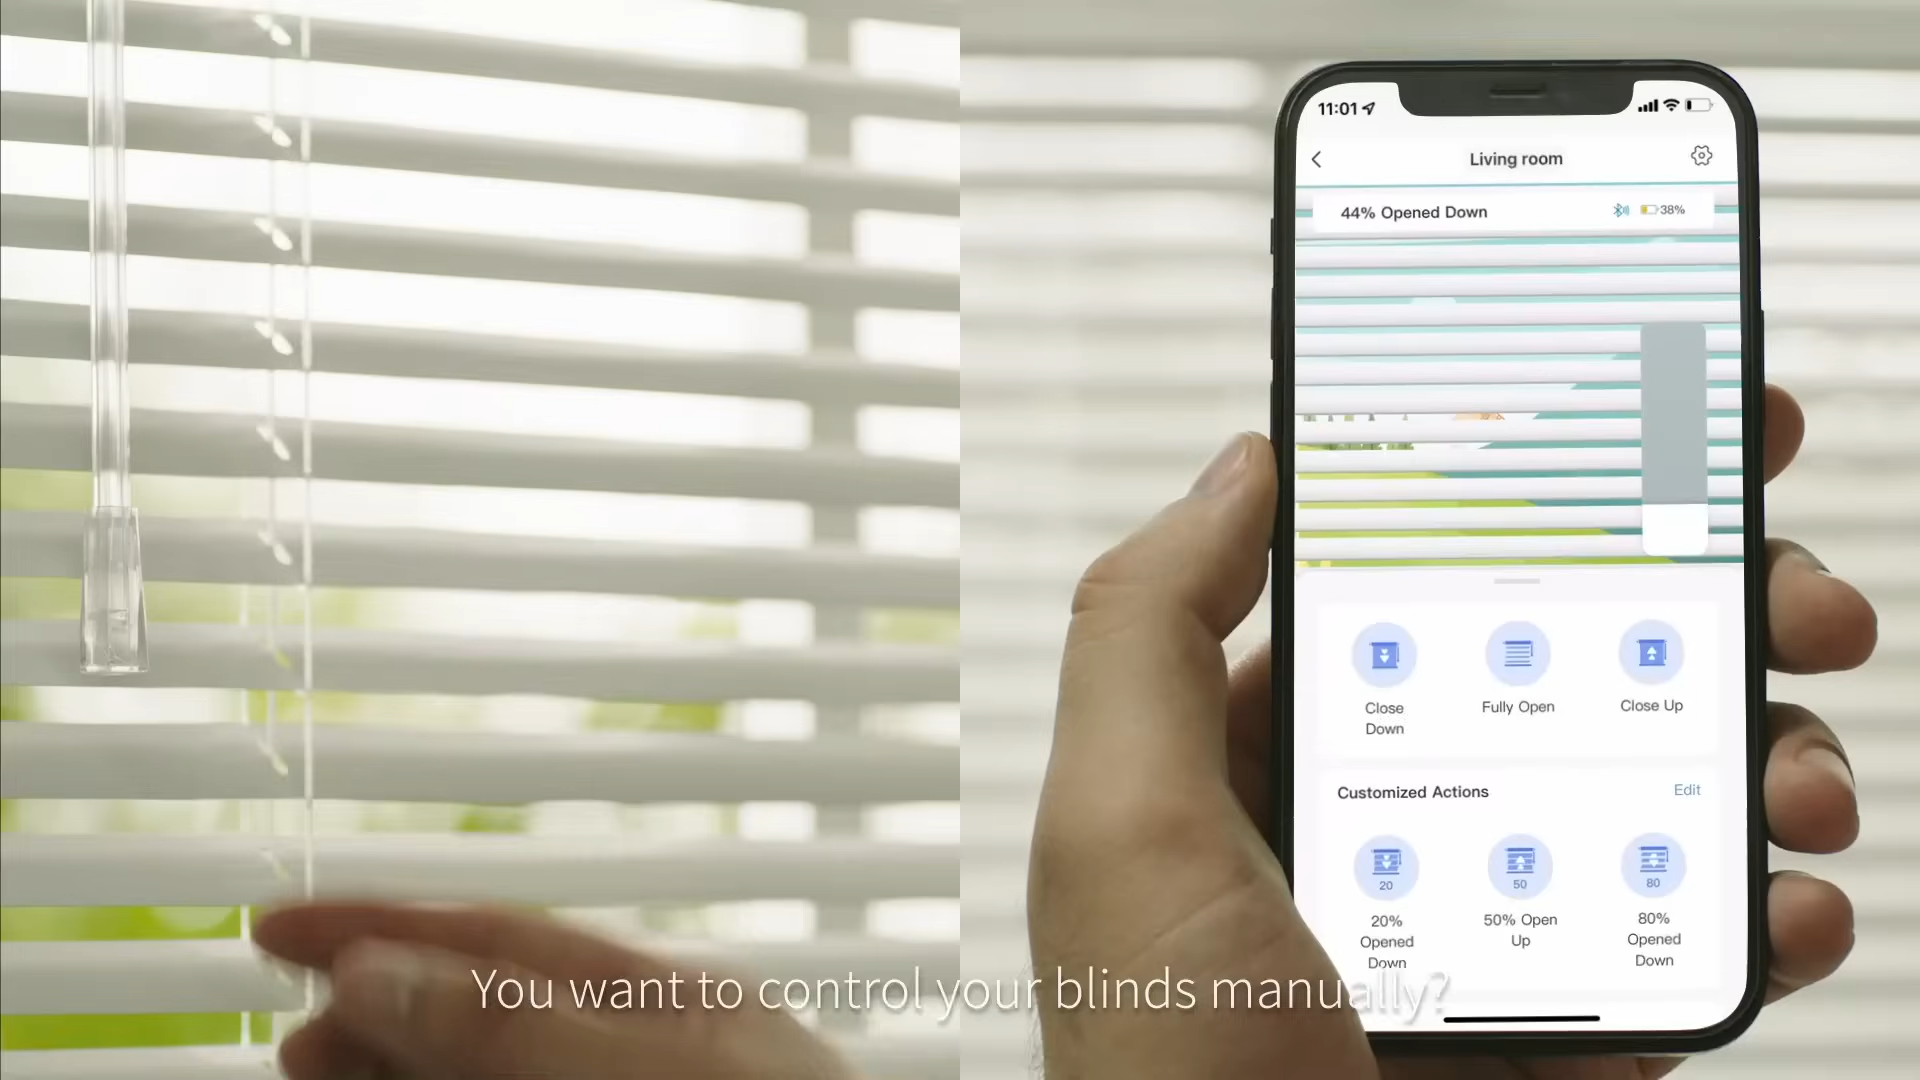 11:01
Living room
44% Opened Down
38%
Close
Down
Fully Open
Close Up
Customized Actions
Edit
20
50
80
20%
Opened
Down
50% Open
Up
80%
Opened
Down
You want to control your blinds manually?